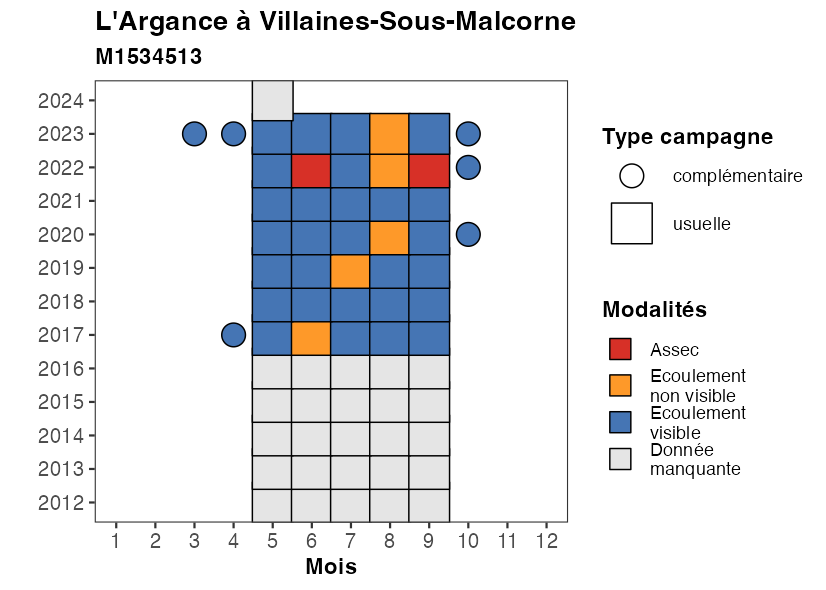 L'Argance à Villaines-Sous-Malcorne
M1534513
2024
2023
2022
2021
2020
2019
2018
2017
2016
2015
2014
2013
2012
1 2 3 4 5 6 7 8 9 10 11 12
Mois
Type campagne
complémentaire
usuelle
Modalités
Assec
Ecoulement
non visible
Ecoulement
visible
Donnée
manquante